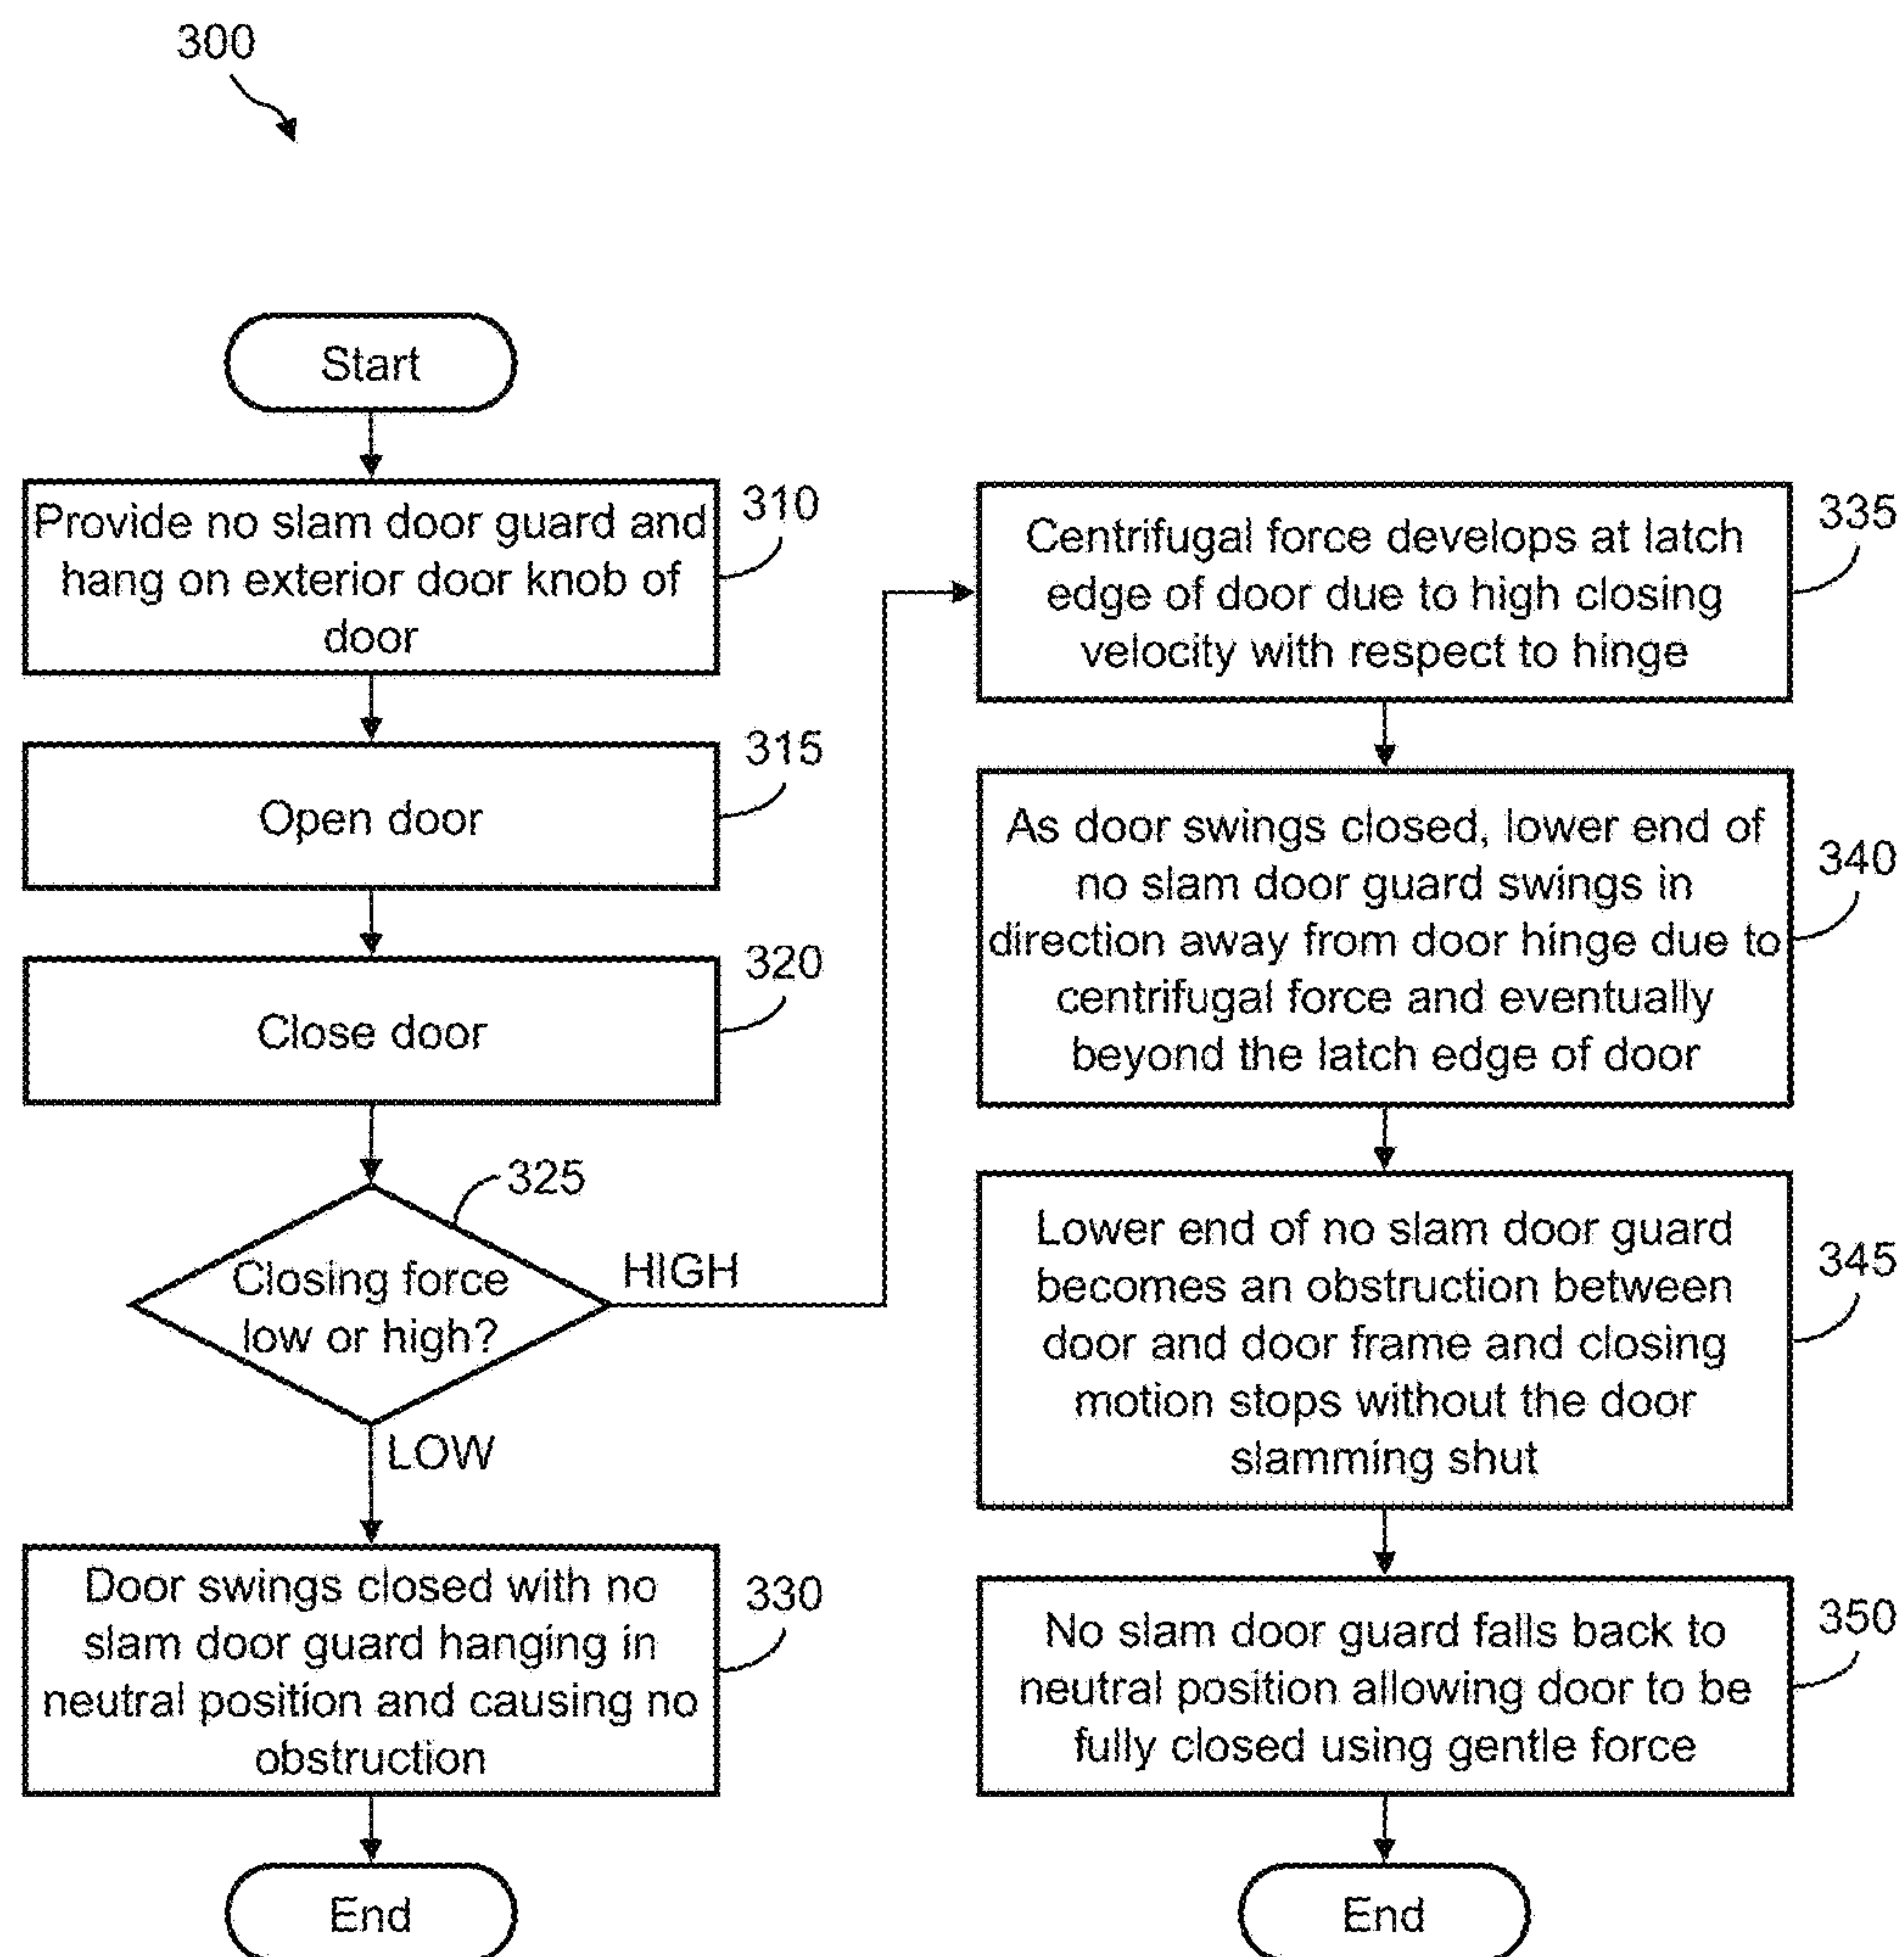 300
Start
Provide no slam door guard and
hang on exterior door knob of
door
310
Open door
315
Close door
320
Closing force
low or high?
325
HIGH
LOW
Door swings closed with no
slam door guard hanging in
neutral position and causing no
obstruction
330
End
Centrifugal force develops at latch
edge of door due to high closing
velocity with respect to hinge
335
As door swings closed, lower end of
no slam door guard swings in
direction away from door hinge due to
centrifugal force and eventually
beyond the latch edge of door
340
Lower end of no slam door guard
becomes an obstruction between
door and door frame and closing
motion stops without the door
slamming shut
345
No slam door guard falls back to
neutral position allowing door to be
fully closed using gentle force
350
End